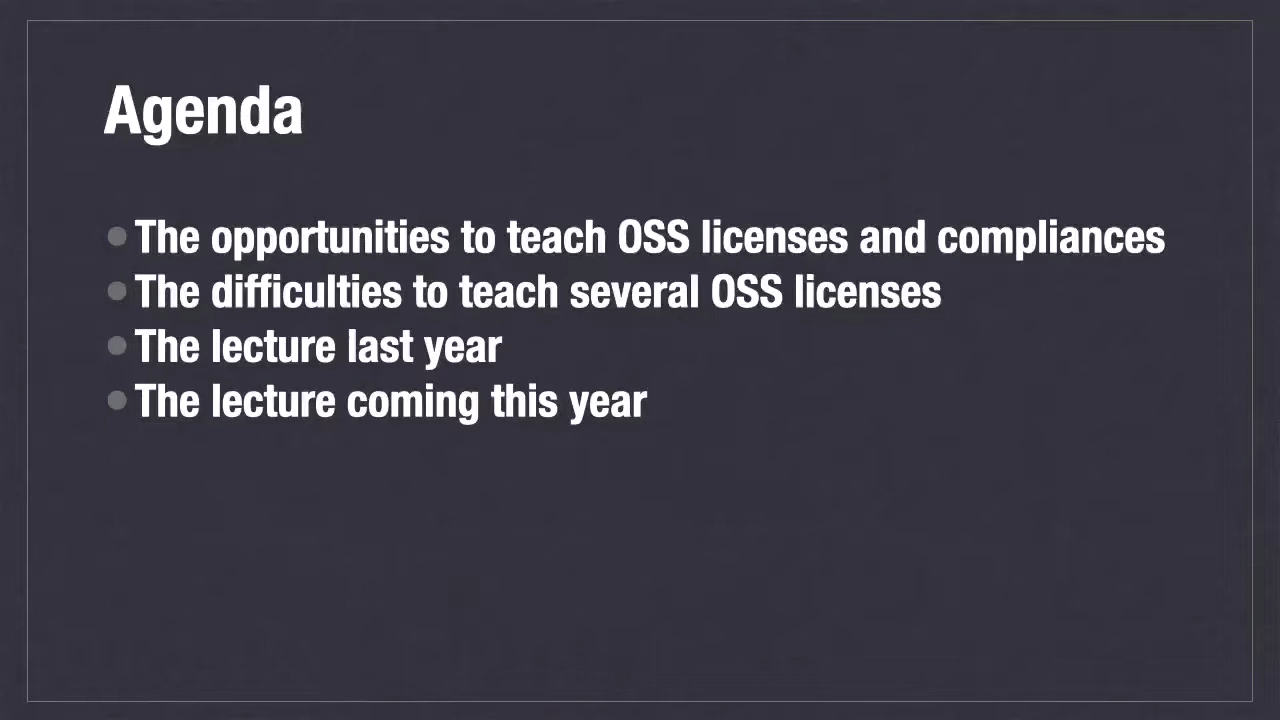 Agenda
The opportunities to teach OSS licenses and compliances
The difficulties to teach several OSS licenses
The lecture last year
The lecture coming this year